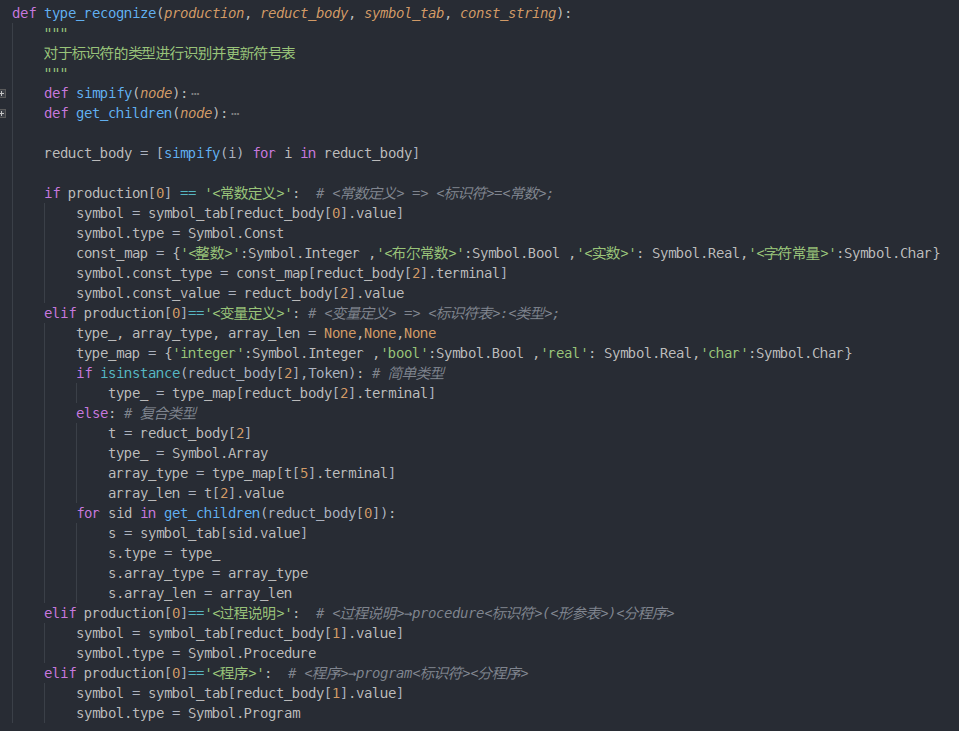 def type_recognize(production, reduct_body, symbol_tab, const_string):
    """
    对于标识符的类型进行识别并更新符号表
    """
    def simpify(node): ⋯
    def get_children(node): ⋯

    reduct_body = [simpify(i) for i in reduct_body]

    if production[0] == '<常数定义>':  # <常数定义> => <标识符>=<常数>;
        symbol = symbol_tab[reduct_body[0].value]
        symbol.type = Symbol.Const
        const_map = {'<整数>':Symbol.Integer ,'<布尔常数>':Symbol.Bool ,'<实数>': Symbol.Real,'<字符常量>':Symbol.Char}
        symbol.const_type = const_map[reduct_body[2].terminal]
        symbol.const_value = reduct_body[2].value
    elif production[0]=='<变量定义>': # <变量定义> => <标识符表>:<类型>;
        type_, array_type, array_len = None,None,None
        type_map = {'integer':Symbol.Integer ,'bool':Symbol.Bool ,'real': Symbol.Real,'char':Symbol.Char}
        if isinstance(reduct_body[2],Token): # 简单类型
            type_ = type_map[reduct_body[2].terminal]
        else: # 复合类型
            t = reduct_body[2]
            type_ = Symbol.Array
            array_type = type_map[t[5].terminal]
            array_len = t[2].value
        for sid in get_children(reduct_body[0]):
            s = symbol_tab[sid.value]
            s.type = type_
            s.array_type = array_type
            s.array_len = array_len
    elif production[0]=='<过程说明>':  # <过程说明>→procedure<标识符>(<形参表>)<分程序>
        symbol = symbol_tab[reduct_body[1].value]
        symbol.type = Symbol.Procedure
    elif production[0]=='<程序>':  # <程序>→program<标识符><分程序>
        symbol = symbol_tab[reduct_body[1].value]
        symbol.type = Symbol.Program